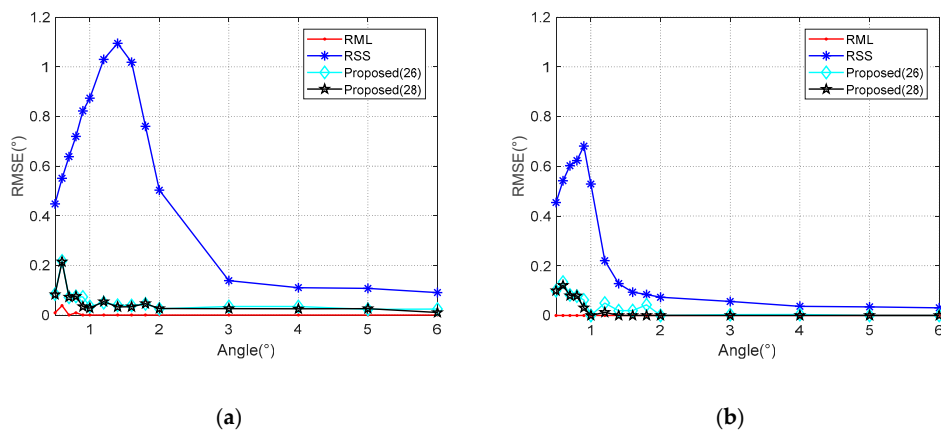 1.2
1
0.8
0.6
0.4
0.2
0
RMSE(°)
1
2
3
4
5
6
Angle(°)
RML
RSS
Proposed(26)
Proposed(28)
(a)
1.2
1
0.8
0.6
0.4
0.2
0
RMSE(°)
1
2
3
4
5
6
Angle(°)
RML
RSS
Proposed(26)
Proposed(28)
(b)